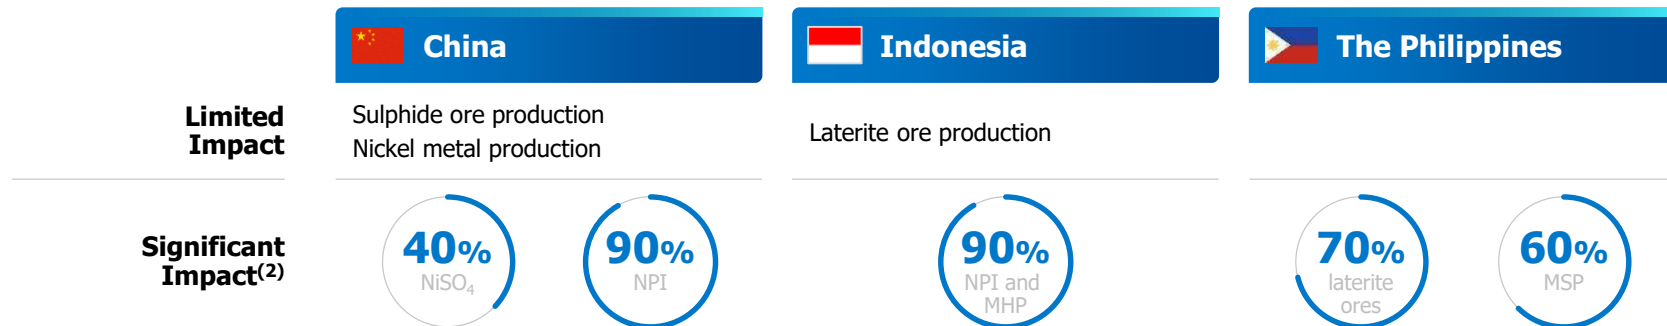 China
Indonesia
The Philippines
Limited
Impact
Sulphide ore production
Nickel metal production
Laterite ore production
Significant
Impact(2)
40%
NiSO4
90%
NPI
90%
NPI and
MHP
70%
laterite
ores
60%
MSP